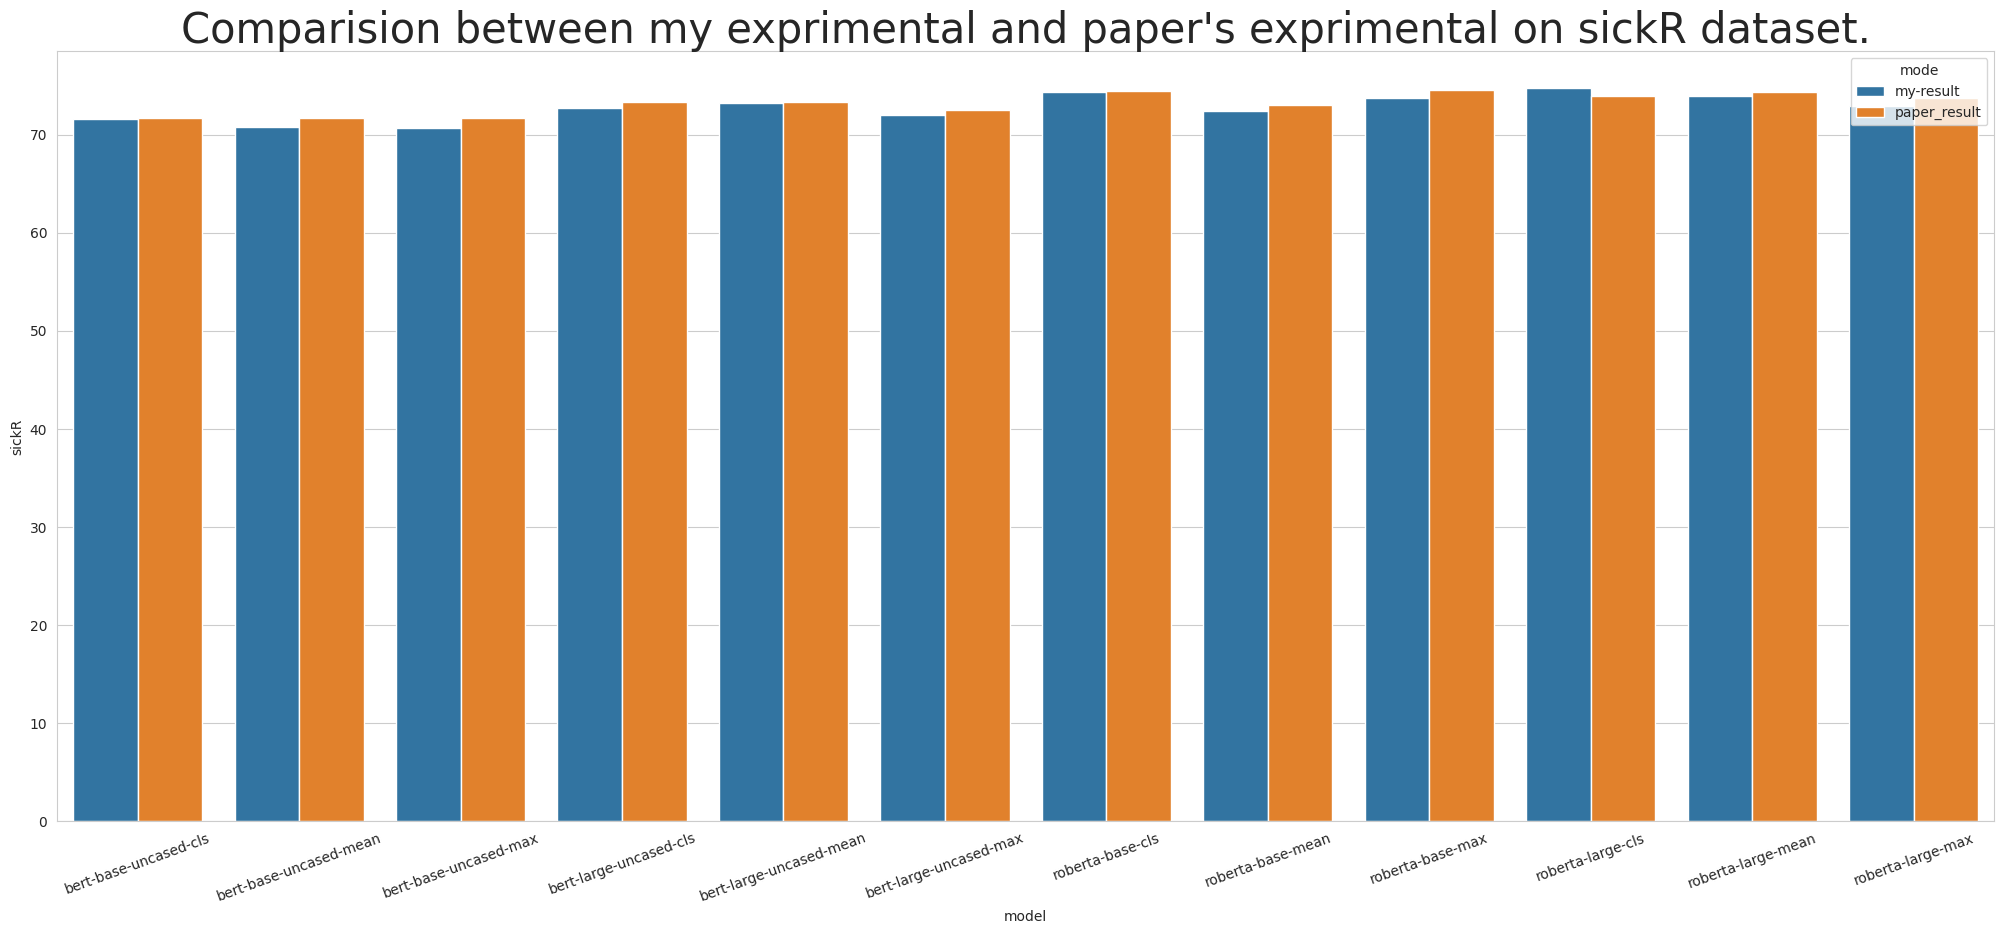 Comparision between my exprimental and paper's exprimental on sickR dataset.
mode
my-result
paper_result
70
60
50
40
30
20
10
0
sickR
bert-base-uncased-cls
bert-base-uncased-mean
bert-base-uncased-max
bert-large-uncased-cls
bert-large-uncased-mean
bert-large-uncased-max
roberta-base-cls
roberta-base-mean
roberta-base-max
roberta-large-cls
roberta-large-mean
roberta-large-max
model